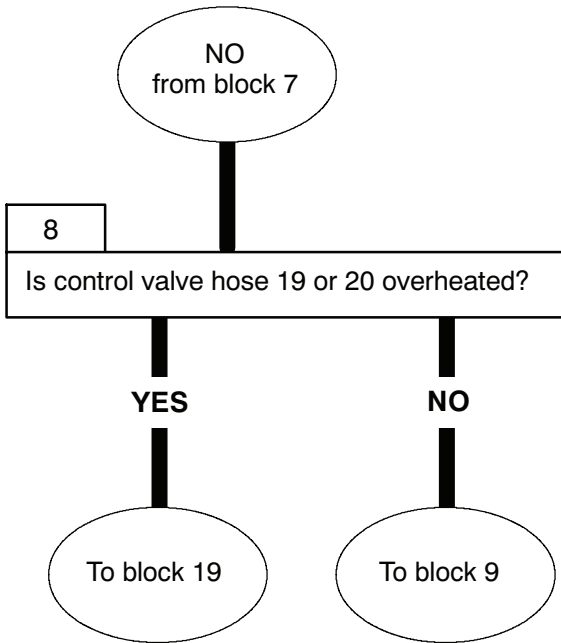 NO
from block 7
8
Is control valve hose 19 or 20 overheated?
YES
NO
To block 19
To block 9